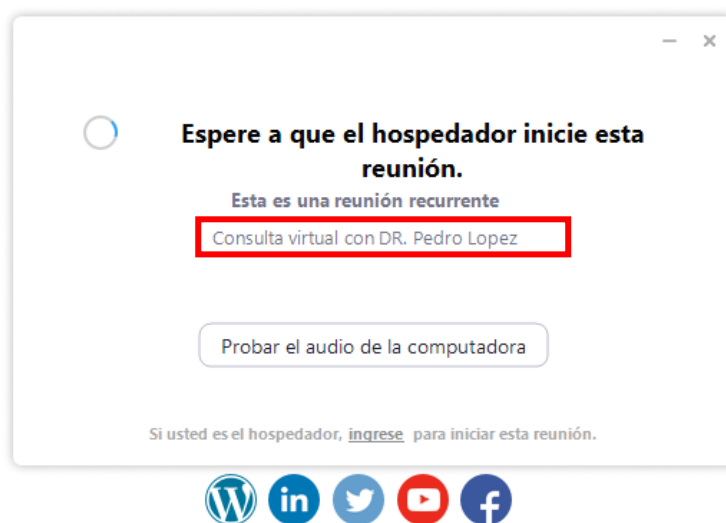 Espere a que el hospedador inicie esta
reunión.
Esta es una reunión recurrente
Consulta virtual con DR. Pedro Lopez
Probar el audio de la computadora
Si usted es el hospedador, ingrese para iniciar esta reunión.